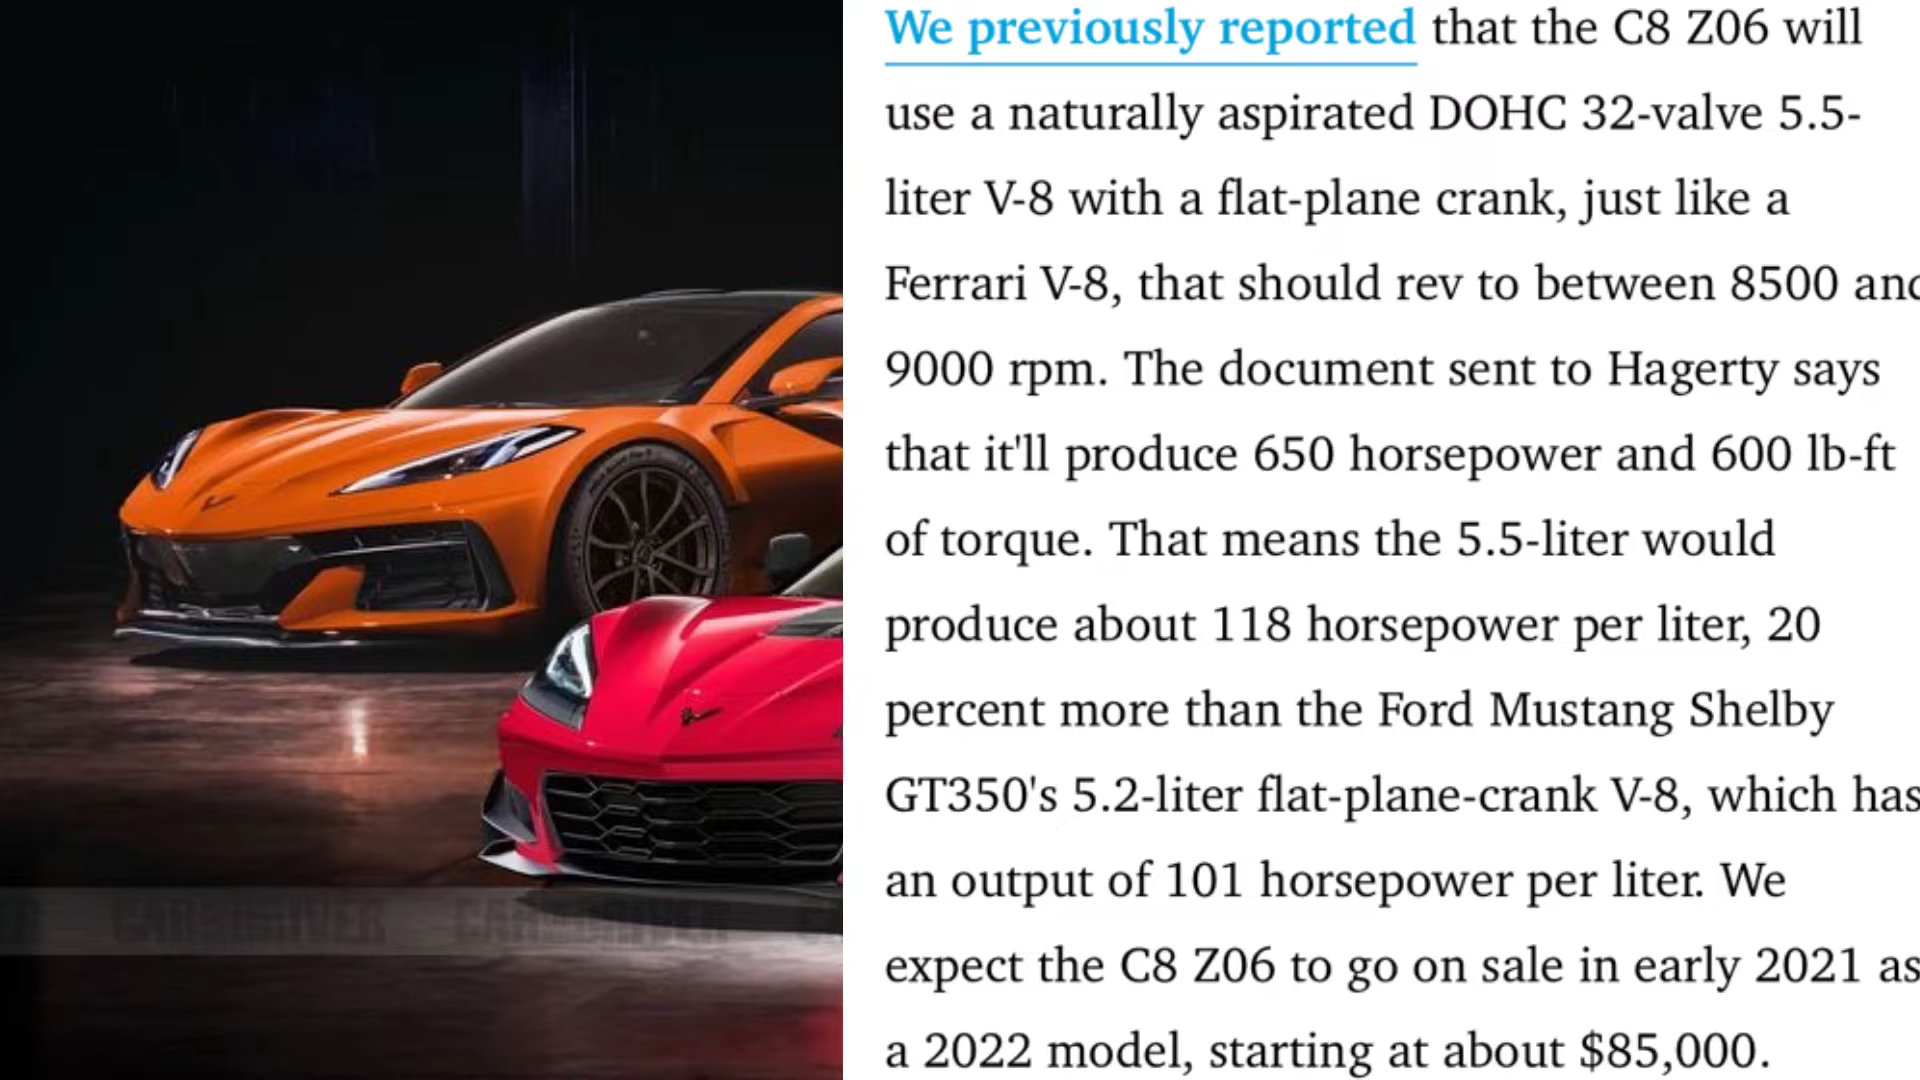 We previously reported that the C8 Z06 will
use a naturally aspirated DOHC 32-valve 5.5-
liter V-8 with a flat-plane crank, just like a
Ferrari V-8, that should rev to between 8500 and
9000 rpm. The document sent to Hagerty says
that it'll produce 650 horsepower and 600 lb-ft
of torque. That means the 5.5-liter would
produce about 118 horsepower per liter, 20
percent more than the Ford Mustang Shelby
GT350's 5.2-liter flat-plane-crank V-8, which has
an output of 101 horsepower per liter. We
expect the C8 Z06 to go on sale in early 2021 as
a 2022 model, starting at about $85,000.
CAR DRIVER CAR DRIVER